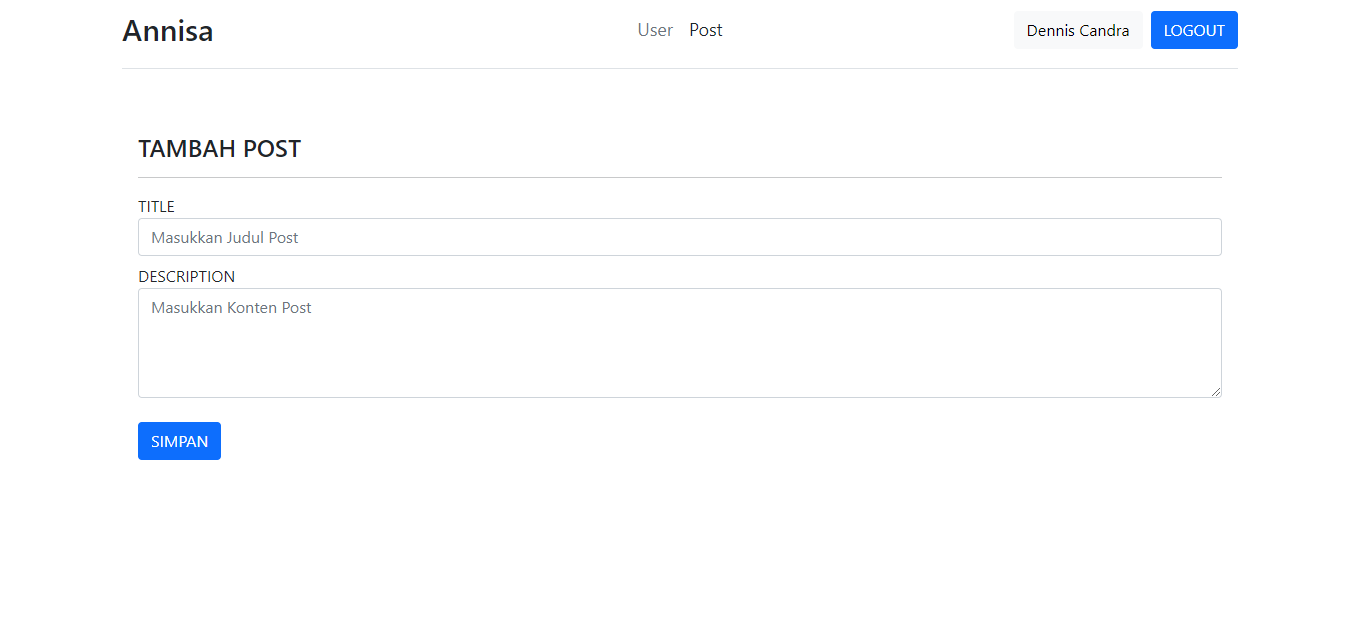 Annisa
User Post
Dennis Candra LOGOUT
TAMBAH POST
TITLE
Masukkan Judul Post
DESCRIPTION
Masukkan Konten Post
SIMPAN